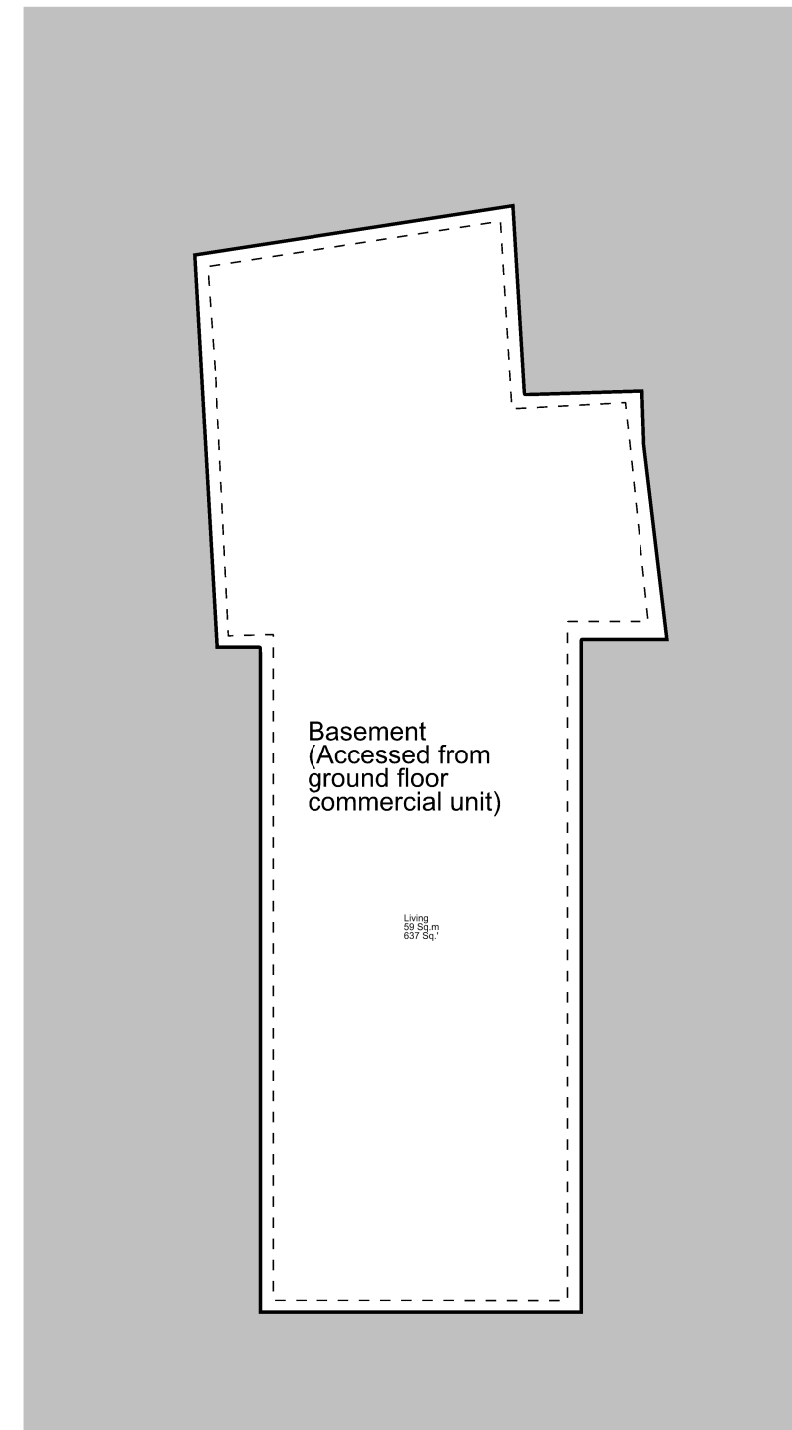 Basement
(Accessed from
ground floor
commercial unit)
Living
59 Sq.m
637 Sq.'